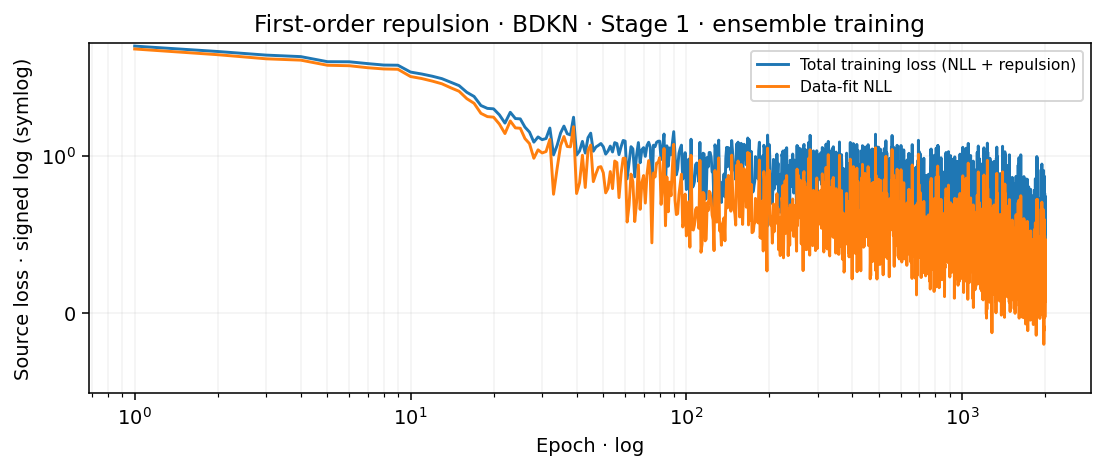 First-order repulsion · BDKN · Stage 1 · ensemble training
Total training loss (NLL + repulsion)
Data-fit NLL
Source loss · signed log (symlog)
10⁰
0
10⁰ 10¹ 10² 10³
Epoch · log